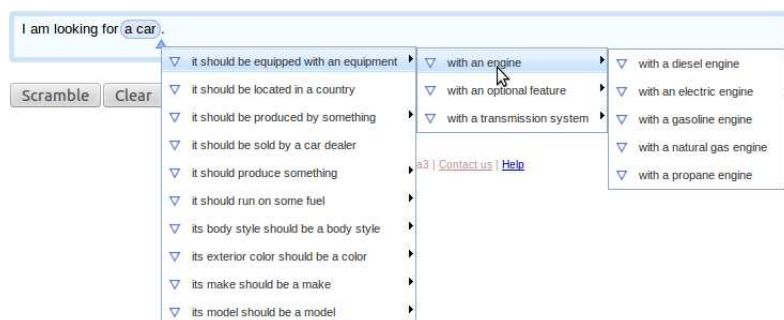 I am looking for a car.
Scramble Clear
it should be equipped with an equipment
it should be located in a country
it should be produced by something
it should be sold by a car dealer
it should produce something
it should run on some fuel
its body style should be a body style
its exterior color should be a color
its make should be a make
its model should be a model
with an engine
with an optional feature
with a transmission system
with a diesel engine
with an electric engine
with a gasoline engine
with a natural gas engine
with a propane engine
a3 | Contact us | Help